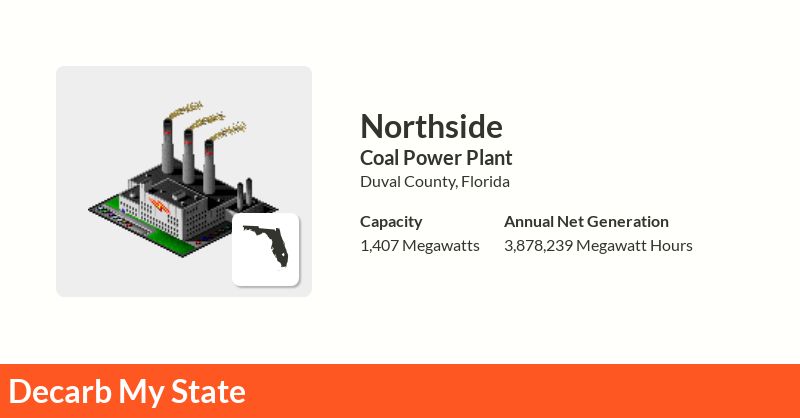 Northside
Coal Power Plant
Duval County, Florida
Capacity
Annual Net Generation
1,407 Megawatts
3,878,239 Megawatt Hours
Decarb My State